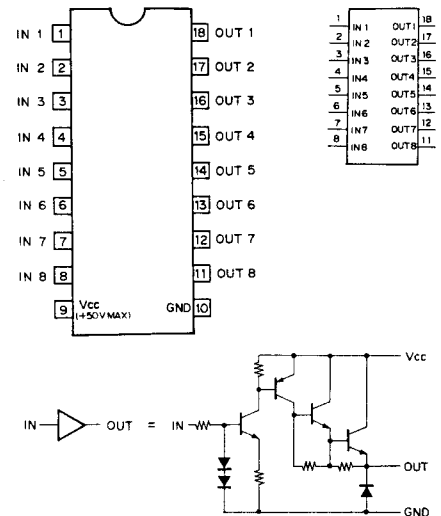 IN 1 1 18 OUT 1
IN 2 2 17 OUT 2
IN 3 3 16 OUT 3
IN 4 4 15 OUT 4
IN 5 5 14 OUT 5
IN 6 6 13 OUT 6
IN 7 7 12 OUT 7
IN 8 8 11 OUT 8
9 Vcc (+50V MAX) GND 10
1 IN 1 OUT 1 18
2 IN 2 OUT2 17
3 IN3 OUT3 16
4 IN4 OUT4 15
5 IN5 OUT5 14
6 IN6 OUT6 13
7 IN7 OUT7 12
8 IN8 OUT8 11
IN OUT = IN
Vcc
OUT
GND